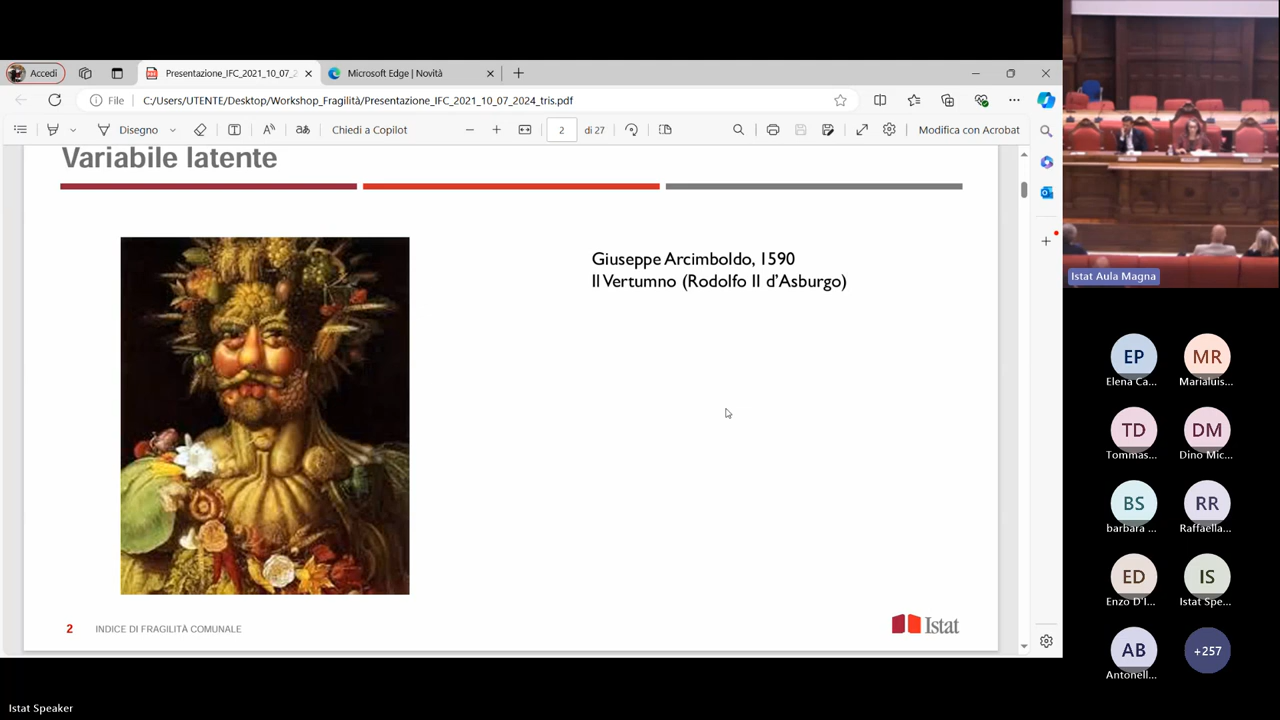 Accedi
Presentazione_IFC_2021_10_07_2
Microsoft Edge | Novità
File
C:/Users/UTENTE/Desktop/Workshop_Fragilità/Presentazione_IFC_2021_10_07_2024_tris.pdf
Disegno
Chiedi a Copilot
2 di 27
Modifica con Acrobat
Variabile latente
Giuseppe Arcimboldo, 1590
Il Vertumno (Rodolfo II d'Asburgo)
2 INDICE DI FRAGILITÀ COMUNALE
Istat
Istat Aula Magna
EP MR
Elena Ca... Marialuis...
TD DM
Tommas... Dino Mic...
BS RR
barbara ... Raffaella...
ED IS
Enzo D'I... Istat Spe...
AB +257
Antonell...
Istat Speaker